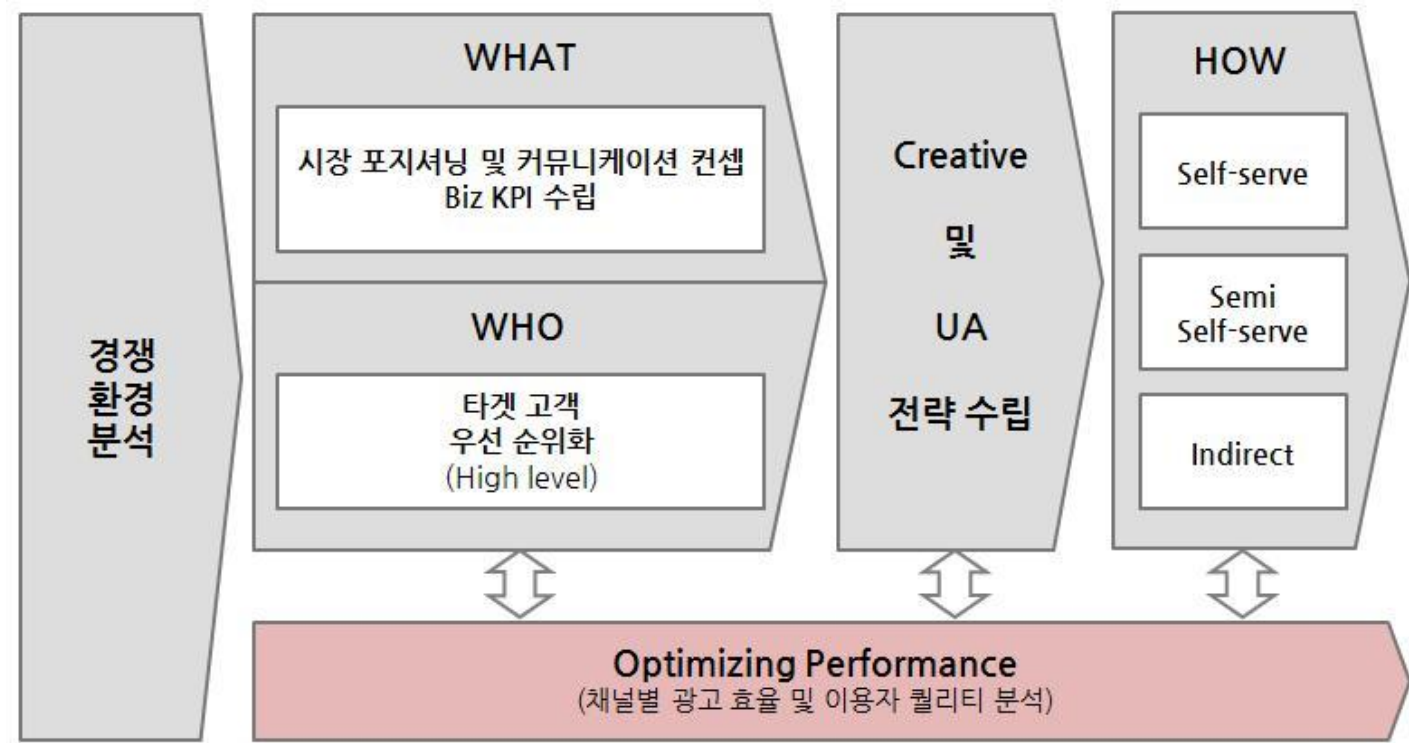 경쟁
환경
분석
WHAT
시장 포지셔닝 및 커뮤니케이션 컨셉
Biz KPI 수립
WHO
타겟 고객
우선 순위화
(High level)
Creative
및
UA
전략 수립
HOW
Self-serve
Semi
Self-serve
Indirect
Optimizing Performance
(채널별 광고 효율 및 이용자 퀄리티 분석)